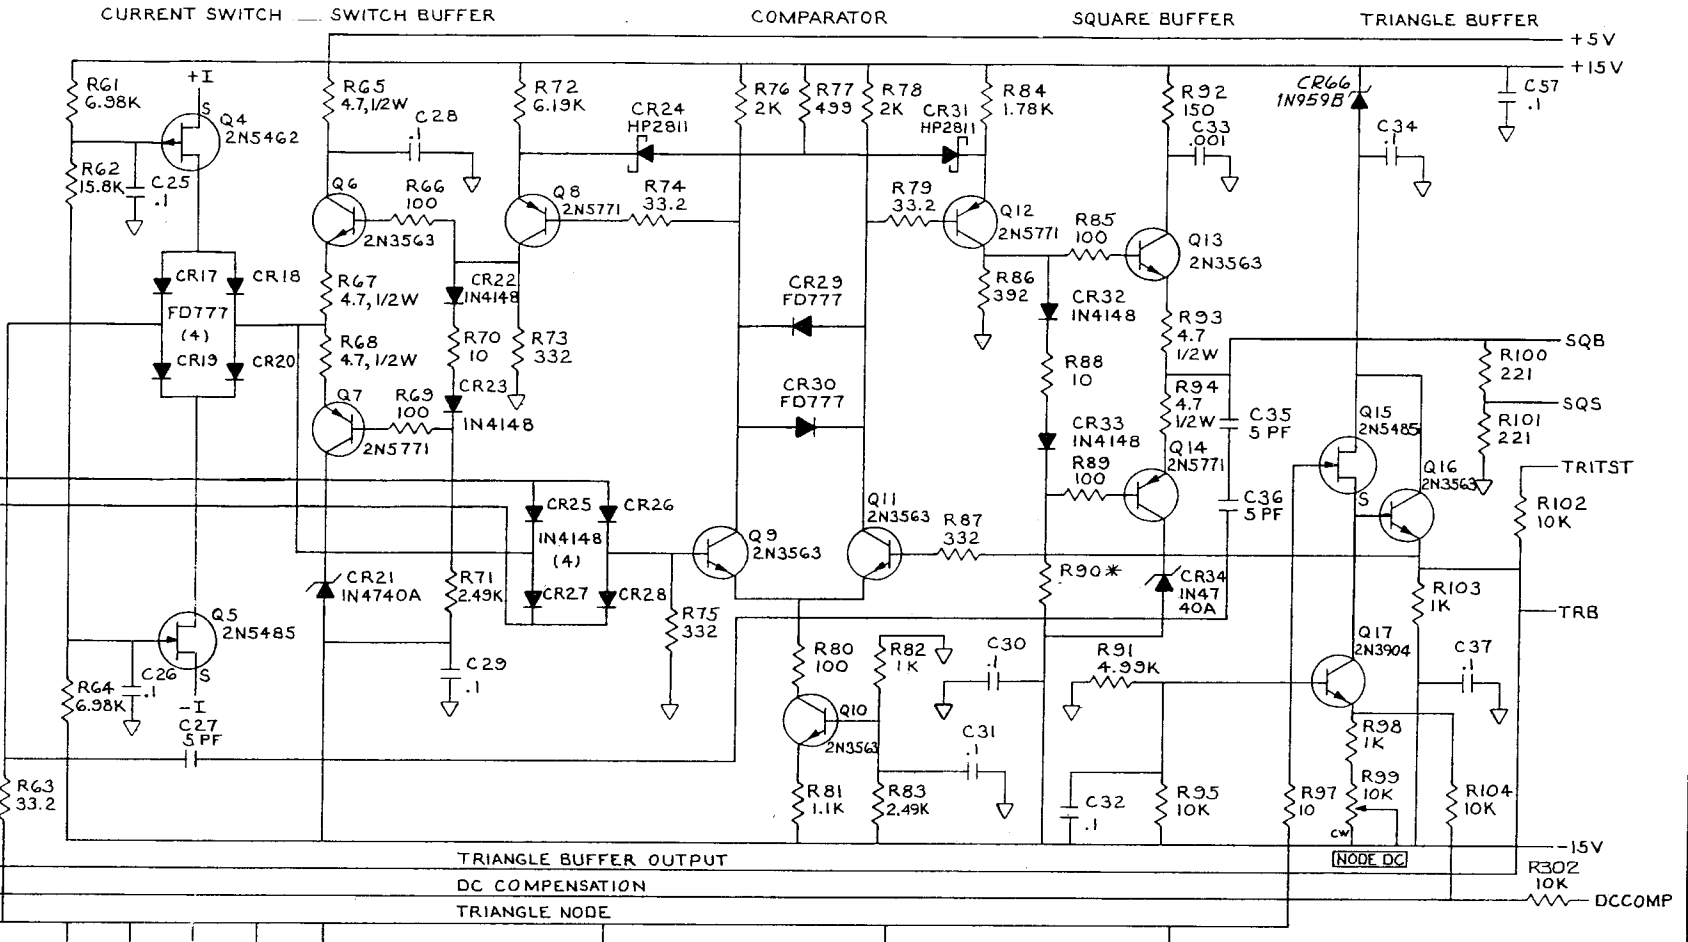 CURRENT SWITCH — SWITCH BUFFER COMPARATOR SQUARE BUFFER TRIANGLE BUFFER
+5V
+15V
R61
6.98K
+I
S
Q4
2N5462
R62
15.8K
C25
.1
R65
4.7, 1/2W
C28
.1
R72
6.19K
CR24
HP2811
R76
2K
R77
499
R78
2K
CR31
HP2811
R84
1.78K
R92
150
C33
.001
CR66
1N959B
C34
.1
C57
.1
Q6
2N3563
R66
100
Q8
2N5771
R74
33.2
R79
33.2
Q12
2N5771
R85
100
Q13
2N3563
CR17
CR18
FD777
(4)
CR19
CR20
R67
4.7, 1/2W
R68
4.7, 1/2W
CR22
1N4148
R70
10
R73
332
CR23
1N4148
Q7
2N5771
R69
100
CR29
FD777
CR30
FD777
R86
392
CR32
1N4148
R88
10
CR33
1N4148
R89
100
R93
4.7
1/2W
R94
4.7
1/2W
Q14
2N5771
C35
5 PF
C36
5 PF
SQB
R100
221
SQS
R101
221
Q15
2N5485
S
Q16
2N3563
TRITST
R102
10K
CR25
CR26
1N4148
(4)
CR27
CR28
Q9
2N3563
Q11
2N3563
R87
332
R90*
CR34
1N47
40A
R103
1K
TRB
CR21
1N4740A
R71
2.49K
R75
332
Q5
2N5485
S
-I
C26
.1
R64
6.98K
C27
5 PF
C29
.1
R80
100
R82
1K
C30
.1
R91
4.99K
Q17
2N3904
C37
.1
Q10
2N3563
C31
.1
R98
1K
R63
33.2
R81
1.1K
R83
2.49K
C32
.1
R95
10K
R97
10
R99
10K
CW
R104
10K
-15V
NODE DC
TRIANGLE BUFFER OUTPUT
DC COMPENSATION
R302
10K
DCCOMP
TRIANGLE NODE